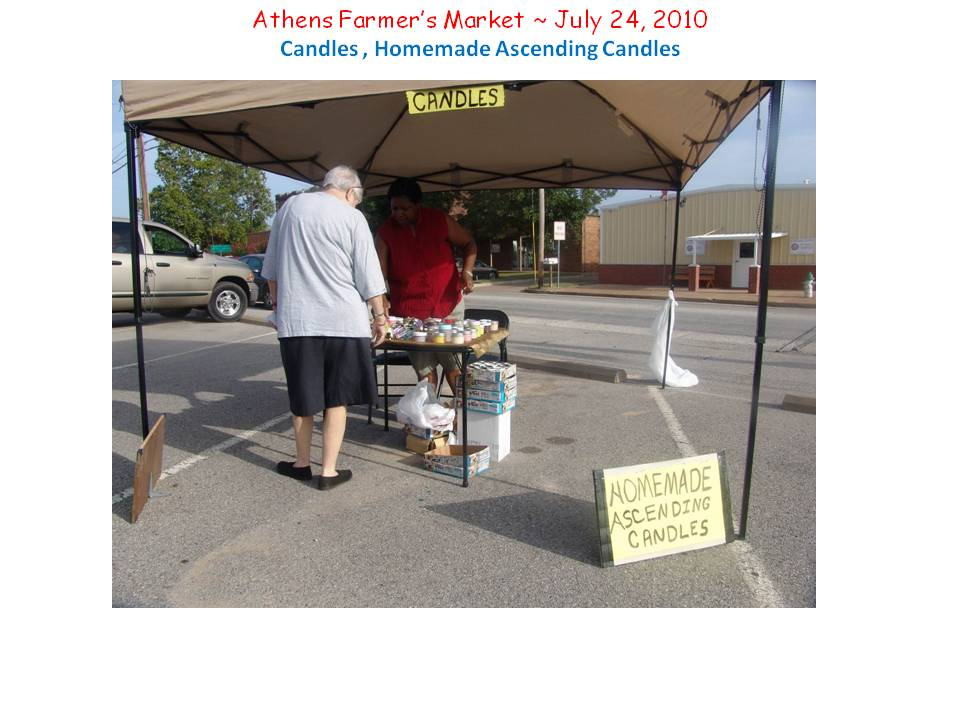 Athens Farmer's Market ~ July 24, 2010
Candles , Homemade Ascending Candles
CANDLES
HOMEMADE
ASCENDING
CANDLES